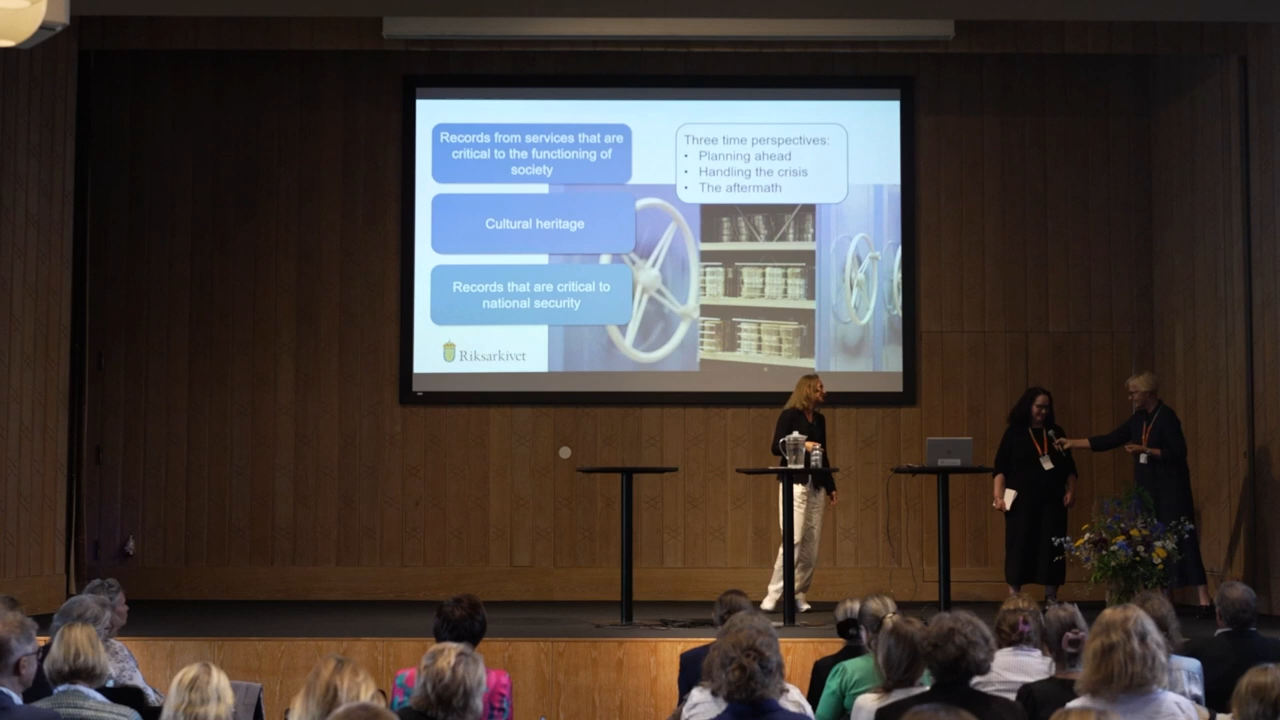 Records from services that are
critical to the functioning of
society
Cultural heritage
Records that are critical to
national security
Three time perspectives:
• Planning ahead
• Handling the crisis
• The aftermath
Riksarkivet